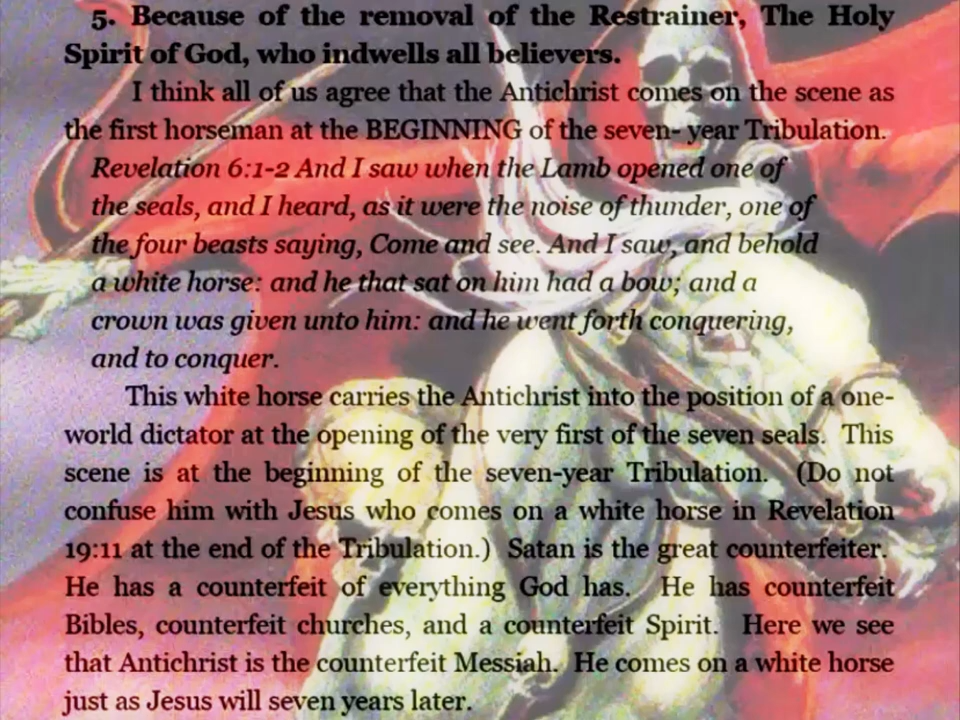 5. Because of the removal of the Restrainer, The Holy
Spirit of God, who indwells all believers.
I think all of us agree that the Antichrist comes on the scene as
the first horseman at the BEGINNING of the seven- year Tribulation.
Revelation 6:1-2 And I saw when the Lamb opened one of
the seals, and I heard, as it were the noise of thunder, one of
the four beasts saying, Come and see. And I saw, and behold
a white horse: and he that sat on him had a bow; and a
crown was given unto him: and he went forth conquering,
and to conquer.
This white horse carries the Antichrist into the position of a one-
world dictator at the opening of the very first of the seven seals. This
scene is at the beginning of the seven-year Tribulation. (Do not
confuse him with Jesus who comes on a white horse in Revelation
19:11 at the end of the Tribulation.) Satan is the great counterfeiter.
He has a counterfeit of everything God has. He has counterfeit
Bibles, counterfeit churches, and a counterfeit Spirit. Here we see
that Antichrist is the counterfeit Messiah. He comes on a white horse
just as Jesus will seven years later.